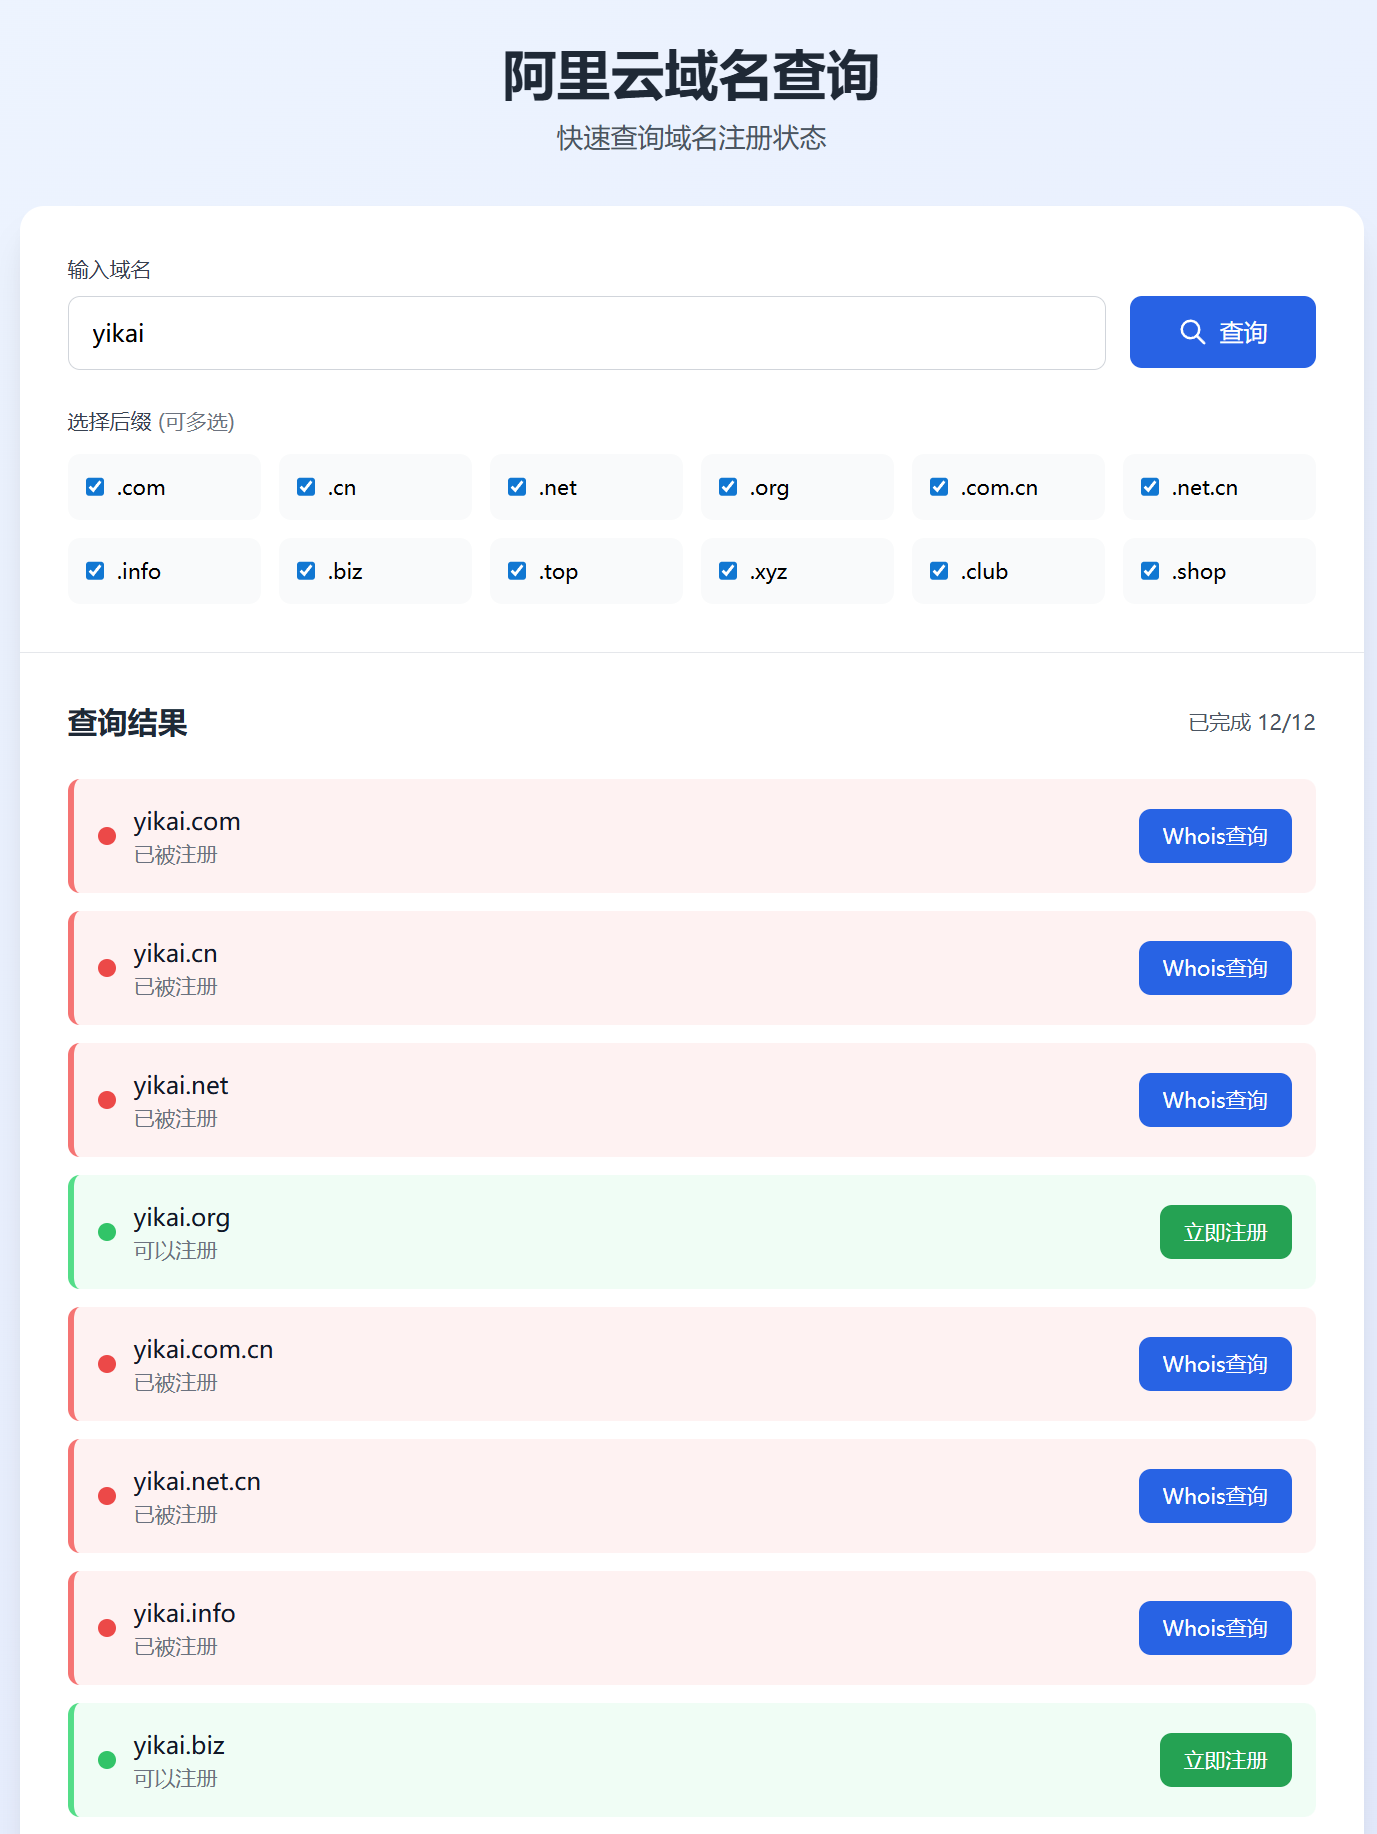 阿里云域名查询
快速查询域名注册状态
输入域名
yikai
查询
选择后缀 (可多选)
.com
.cn
.net
.org
.com.cn
.net.cn
.info
.biz
.top
.xyz
.club
.shop
查询结果
已完成 12/12
yikai.com
已被注册
Whois查询
yikai.cn
已被注册
Whois查询
yikai.net
已被注册
Whois查询
yikai.org
可以注册
立即注册
yikai.com.cn
已被注册
Whois查询
yikai.net.cn
已被注册
Whois查询
yikai.info
已被注册
Whois查询
yikai.biz
可以注册
立即注册